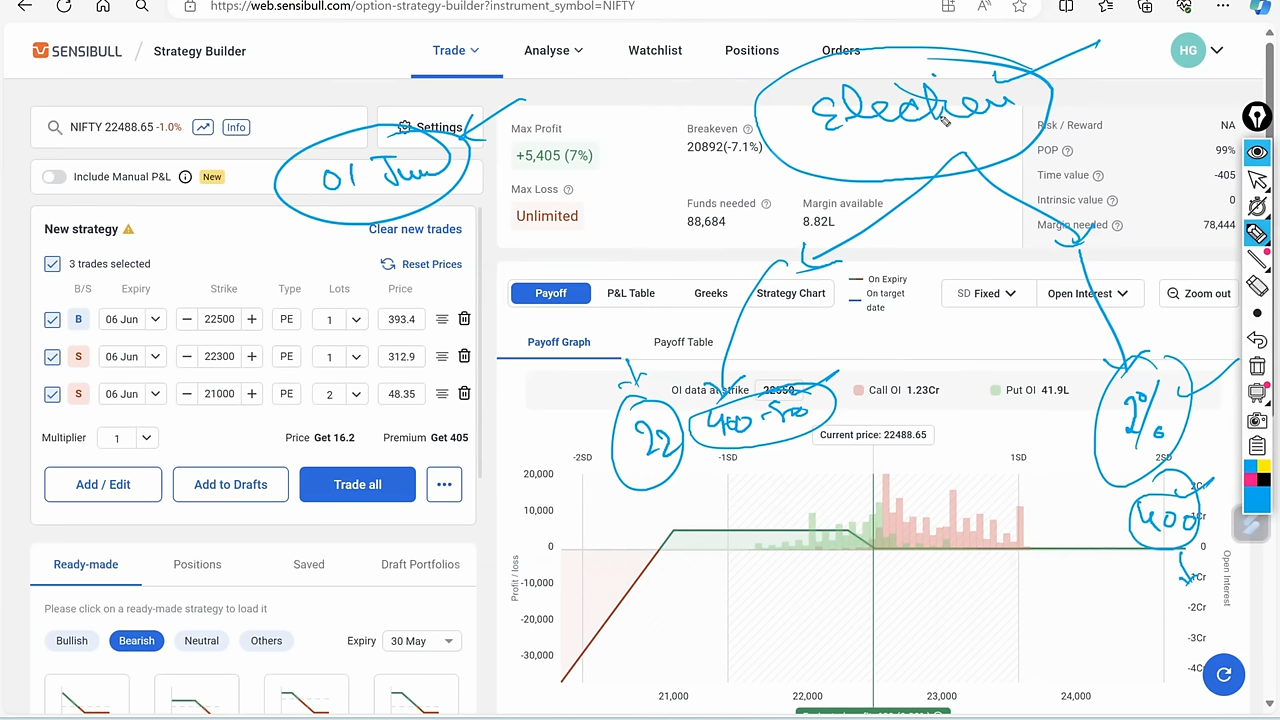 https://web.sensibull.com/option-strategy-builder?instrument_symbol=NIFTY
SENSIBULL / Strategy Builder
Trade Analyse Watchlist Positions Orders
HG
NIFTY 22488.65 -1.0% Info
Settings
Include Manual P&L New
01 Jun
Election
Max Profit
+5,405 (7%)
Max Loss
Unlimited
Breakeven
20892(-7.1%)
Funds needed
88,684
Margin available
8.82L
Risk / Reward NA
POP 99%
Time value -405
Intrinsic value 0
Margin needed 78,444
New strategy
Clear new trades
3 trades selected
Reset Prices
B/S Expiry Strike Type Lots Price
B 06 Jun 22500 PE 1 393.4
S 06 Jun 22300 PE 1 312.9
S 06 Jun 21000 PE 2 48.35
Multiplier 1 Price Get 16.2 Premium Get 405
Add / Edit Add to Drafts Trade all
Payoff P&L Table Greeks Strategy Chart
On Expiry
On target
date
SD Fixed Open Interest Zoom out
Payoff Graph Payoff Table
OI data at strike 22550 Call OI 1.23Cr Put OI 41.9L
22
400-500
2%
400
Current price: 22488.65
-2SD -1SD 1SD 2SD
20,000
10,000
0
-10,000
-20,000
-30,000
Profit / loss
2Cr
1Cr
0
-1Cr
-2Cr
-3Cr
-4C
Open Interest
21,000 22,000 23,000 24,000
Ready-made Positions Saved Draft Portfolios
Please click on a ready-made strategy to load it
Bullish Bearish Neutral Others Expiry 30 May